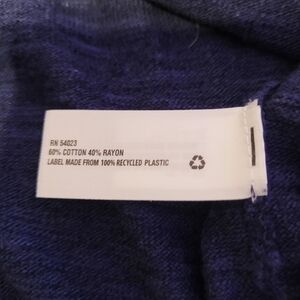 RN 54023
60% COTTON 40% RAYON
LABEL MADE FROM 100% RECYCLED PLASTIC